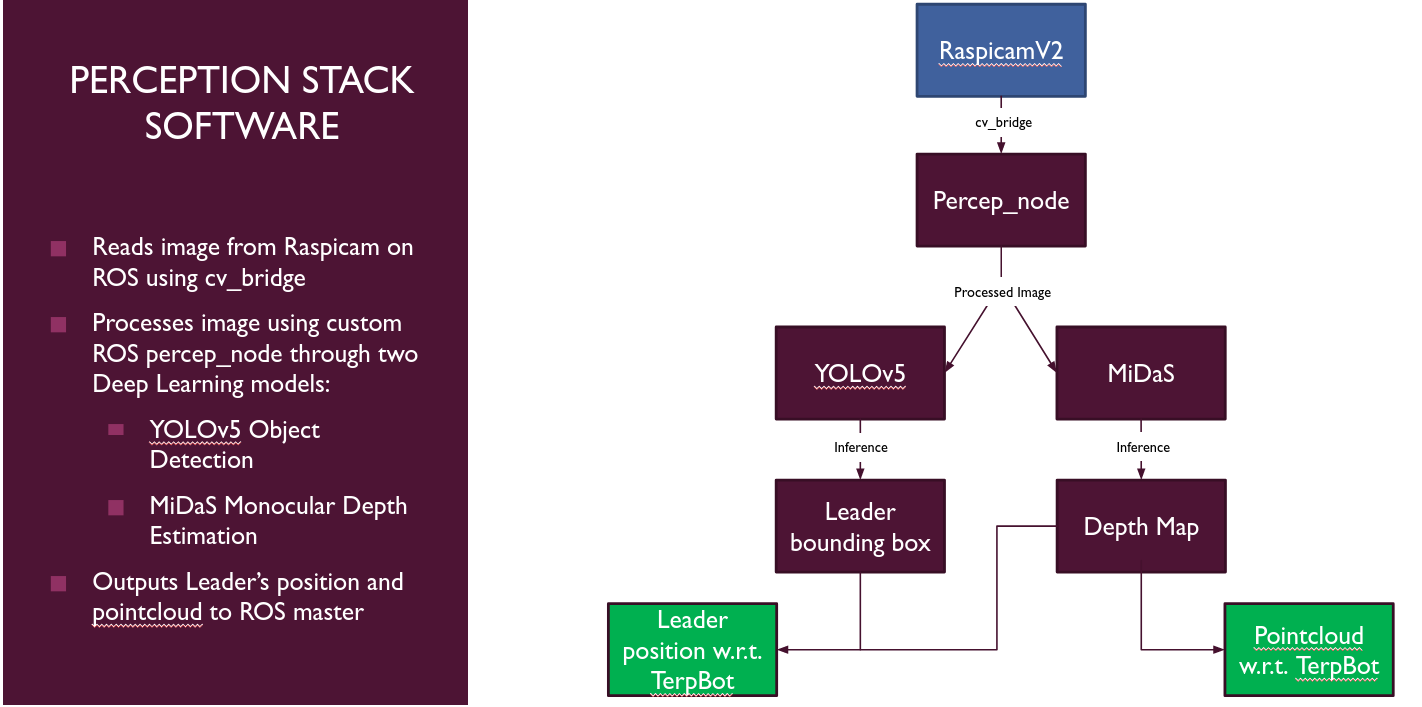 PERCEPTION STACK
SOFTWARE
Reads image from Raspicam on
ROS using cv_bridge
Processes image using custom
ROS percep_node through two
Deep Learning models:
YOLOv5 Object
Detection
MiDaS Monocular Depth
Estimation
Outputs Leader’s position and
pointcloud to ROS master
RaspicamV2
cv_bridge
Percep_node
Processed Image
YOLOv5
MiDaS
Inference
Inference
Leader
bounding box
Depth Map
Leader
position w.r.t.
TerpBot
Pointcloud
w.r.t. TerpBot